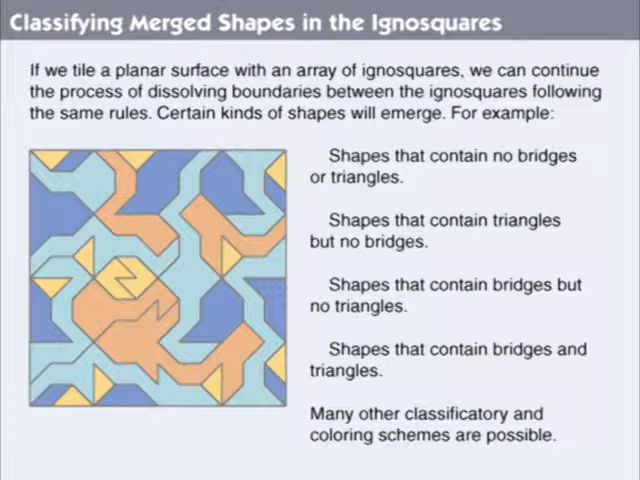 Classifying Merged Shapes in the Ignosquares
If we tile a planar surface with an array of ignosquares, we can continue
the process of dissolving boundaries between the ignosquares following
the same rules. Certain kinds of shapes will emerge. For example:
Shapes that contain no bridges
or triangles.
Shapes that contain triangles
but no bridges.
Shapes that contain bridges but
no triangles.
Shapes that contain bridges and
triangles.
Many other classificatory and
coloring schemes are possible.